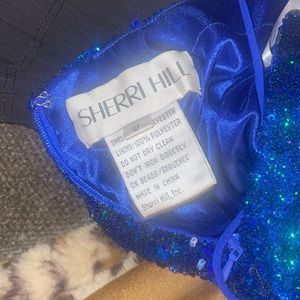 SHERRI HILL
0
LINING:100% POLYESTER
DO NOT DRY CLEAN
DON'T IRON DIRECTLY
ON BEADS/SEQUENCE
MADE IN CHINA
Sherri Hill,Inc.